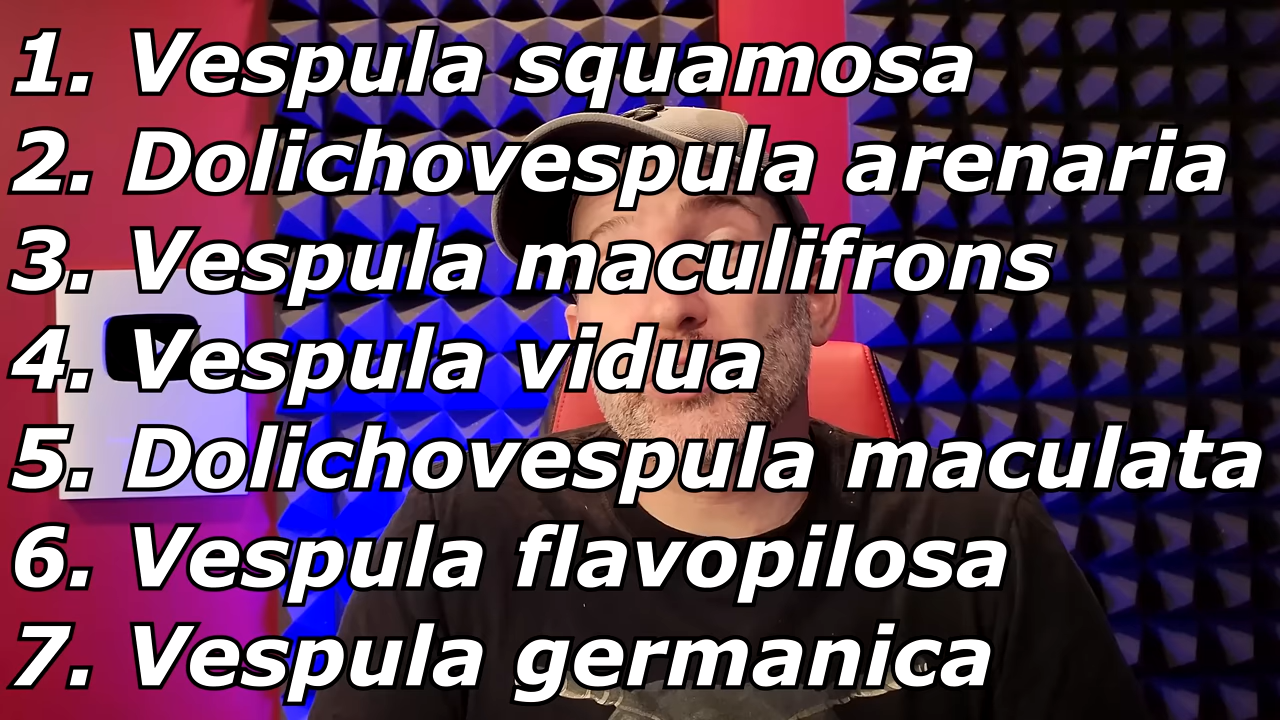 1. Vespula squamosa
2. Dolichovespula arenaria
3. Vespula maculifrons
4. Vespula vidua
5. Dolichovespula maculata
6. Vespula flavopilosa
7. Vespula germanica